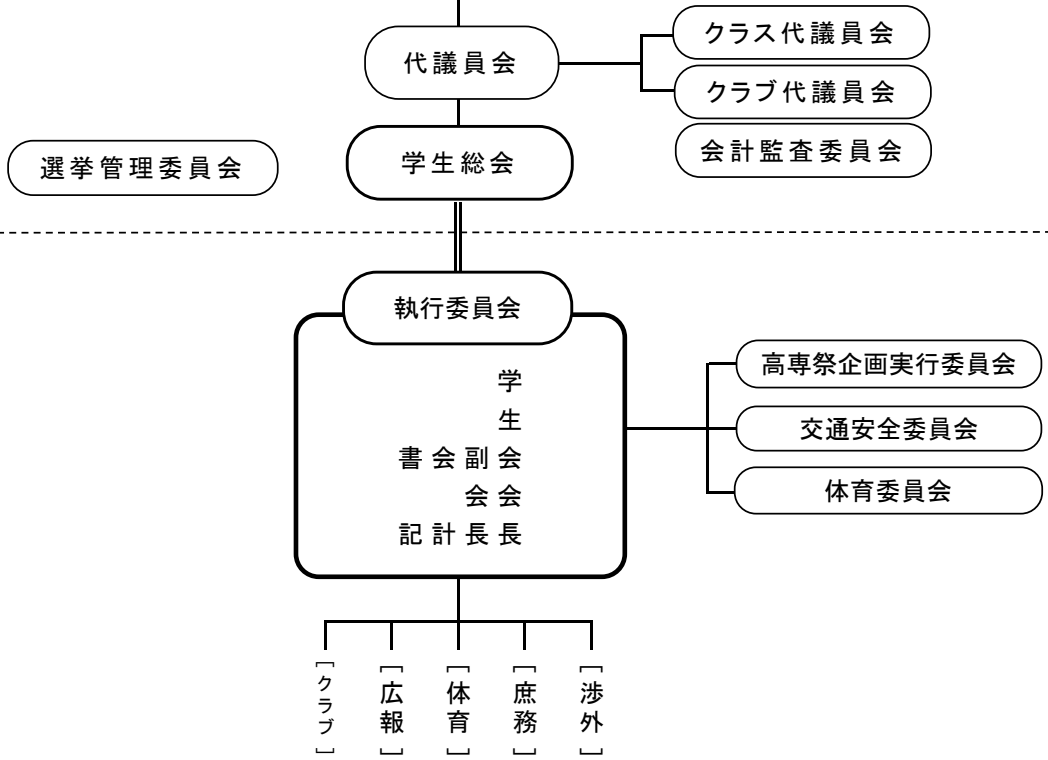 代議員会
クラス代議員会
クラブ代議員会
会計監査委員会
選挙管理委員会
学生総会
執行委員会
学生会長
副会長
会計
書記
高専祭企画実行委員会
交通安全委員会
体育委員会
[クラブ]
[広報]
[体育]
[庶務]
[渉外]